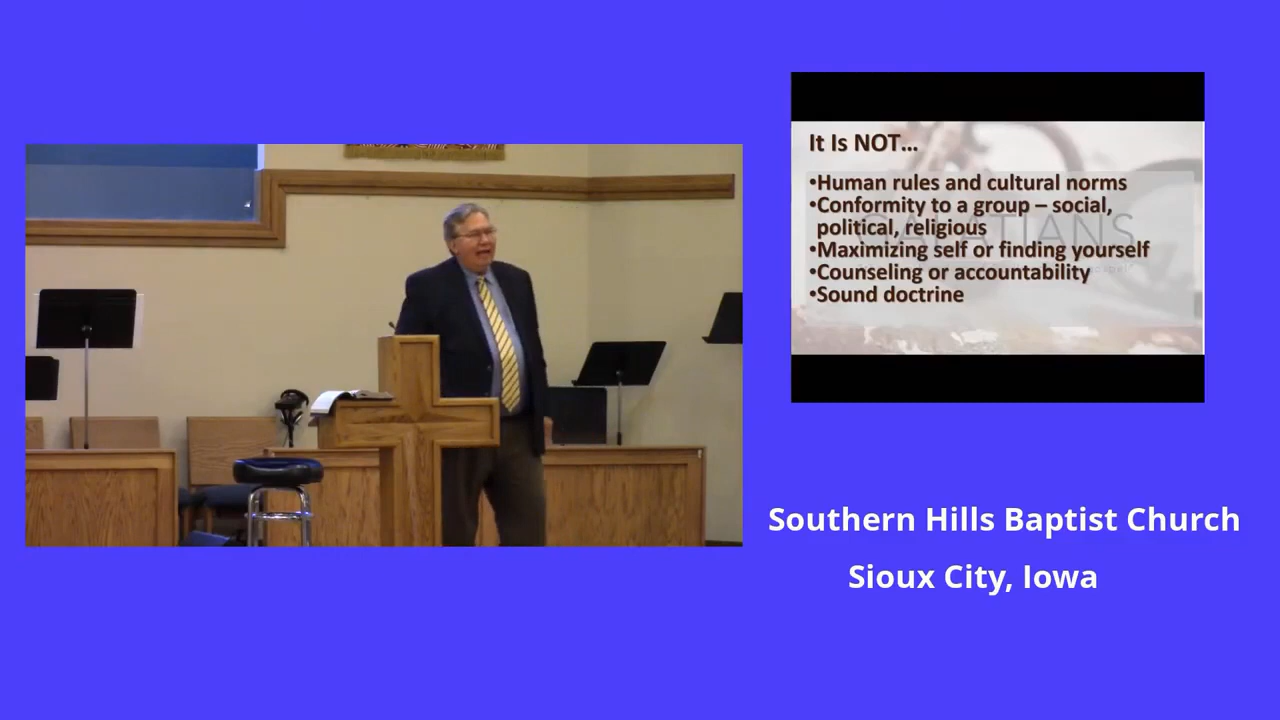 It Is NOT...
•Human rules and cultural norms
•Conformity to a group – social,
political, religious
•Maximizing self or finding yourself
•Counseling or accountability
•Sound doctrine
GALATIANS
Southern Hills Baptist Church
Sioux City, Iowa